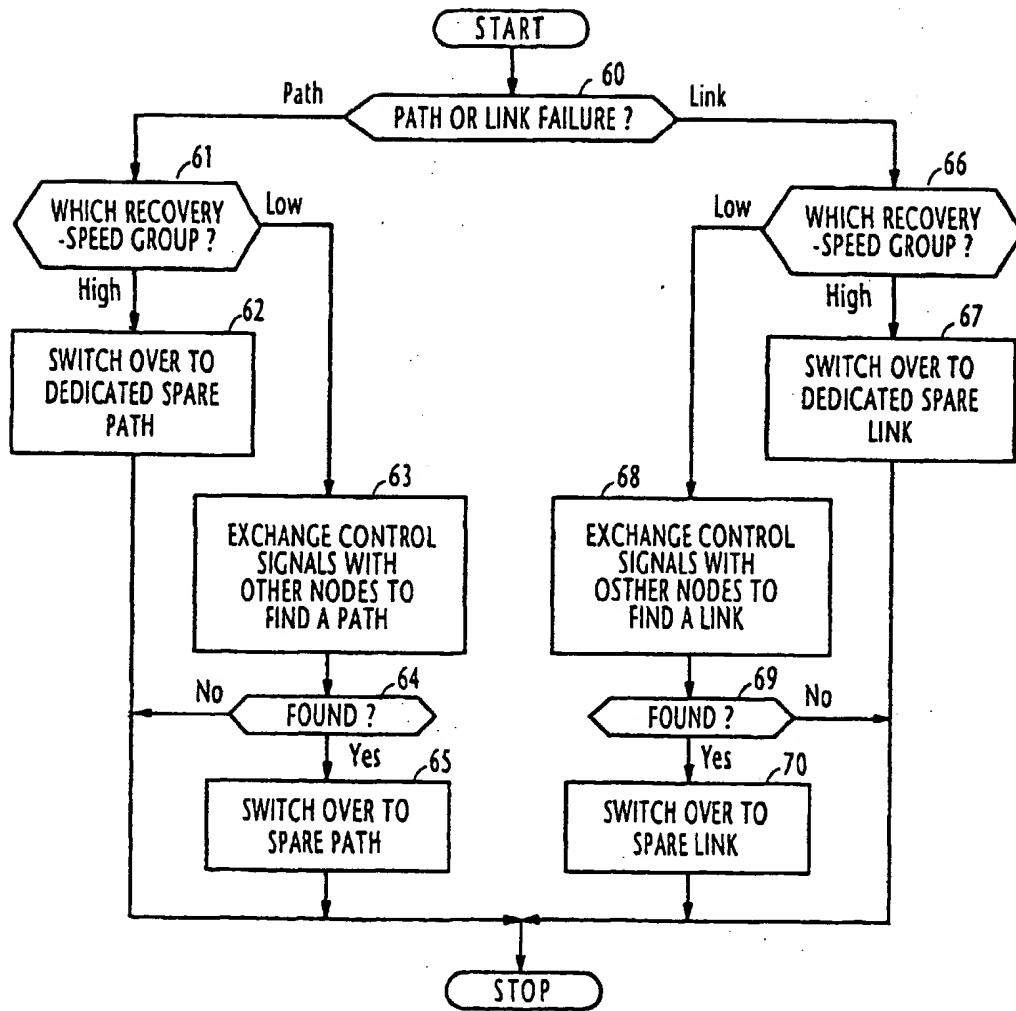 START
60
Path
PATH OR LINK FAILURE ?
Link
61
WHICH RECOVERY
-SPEED GROUP ?
Low
High
66
Low
WHICH RECOVERY
-SPEED GROUP ?
High
62
SWITCH OVER TO
DEDICATED SPARE
PATH
67
SWITCH OVER TO
DEDICATED SPARE
LINK
63
EXCHANGE CONTROL
SIGNALS WITH
OTHER NODES TO
FIND A PATH
68
EXCHANGE CONTROL
SIGNALS WITH
OSTHER NODES TO
FIND A LINK
64
No
FOUND ?
Yes
69
FOUND ?
No
Yes
65
SWITCH OVER TO
SPARE PATH
70
SWITCH OVER TO
SPARE LINK
STOP